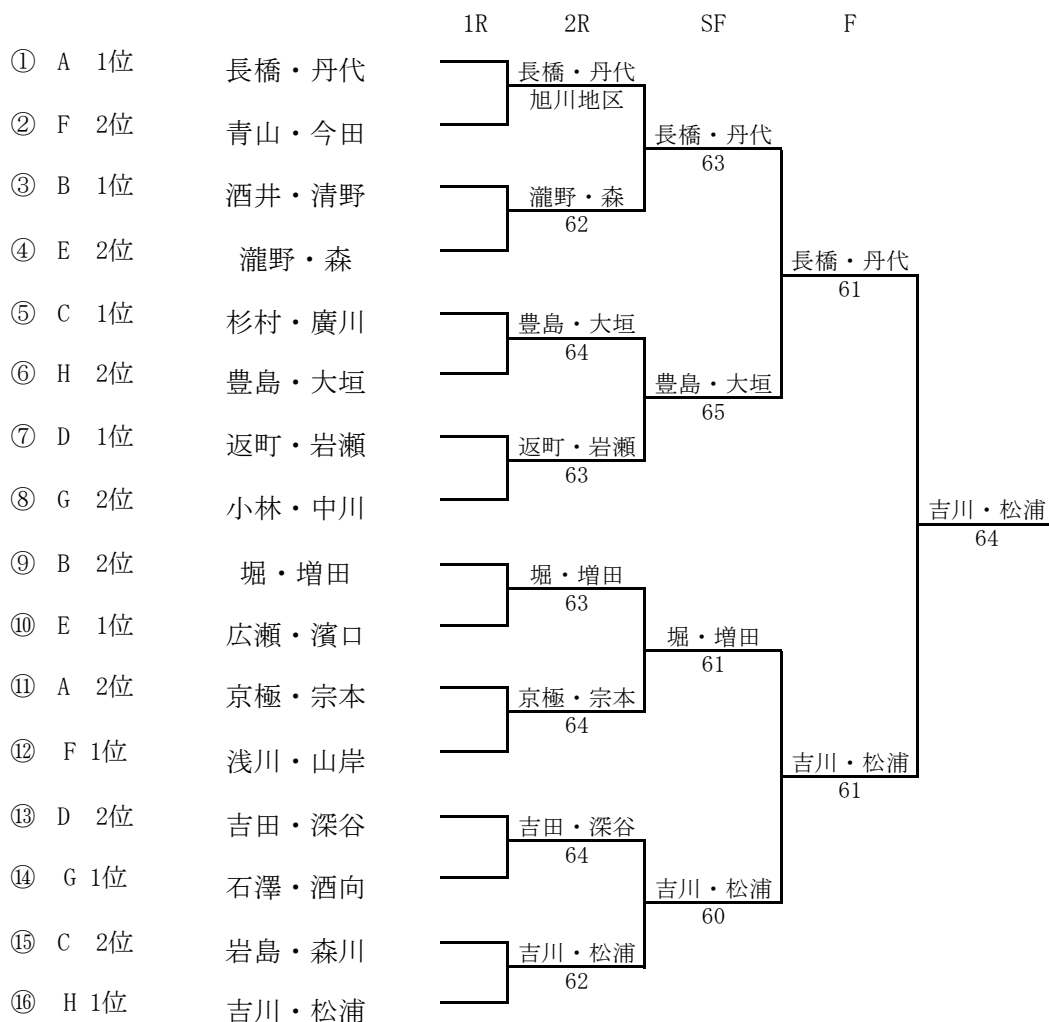 1R 2R SF F
① A 1位 長橋・丹代
長橋・丹代
旭川地区
② F 2位 青山・今田
長橋・丹代
63
③ B 1位 酒井・清野
瀧野・森
62
④ E 2位 瀧野・森
長橋・丹代
61
⑤ C 1位 杉村・廣川
豊島・大垣
64
⑥ H 2位 豊島・大垣
豊島・大垣
65
⑦ D 1位 返町・岩瀬
返町・岩瀬
63
⑧ G 2位 小林・中川
吉川・松浦
64
⑨ B 2位 堀・増田
堀・増田
63
⑩ E 1位 広瀬・濱口
堀・増田
61
⑪ A 2位 京極・宗本
京極・宗本
64
⑫ F 1位 浅川・山岸
吉川・松浦
61
⑬ D 2位 吉田・深谷
吉田・深谷
64
⑭ G 1位 石澤・酒向
吉川・松浦
60
⑮ C 2位 岩島・森川
吉川・松浦
62
⑯ H 1位 吉川・松浦